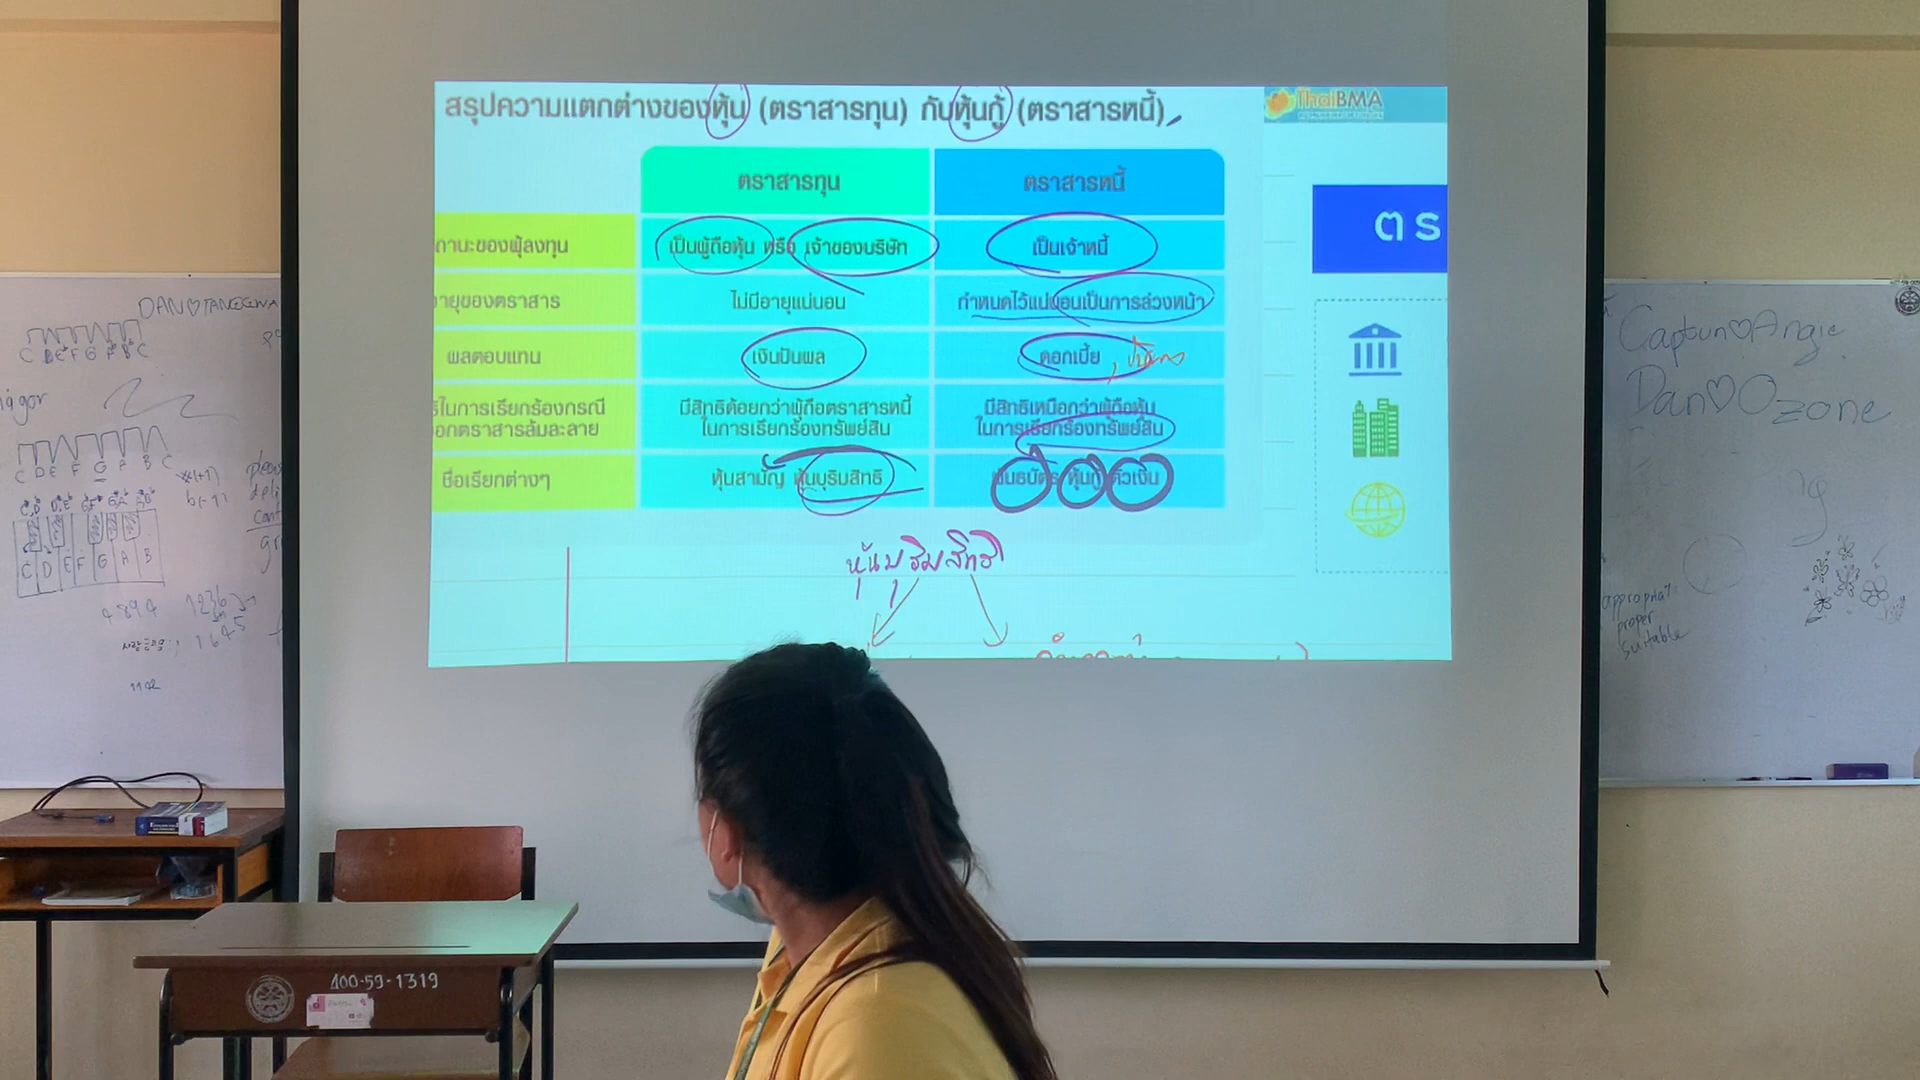 สรุปความแตกต่างของหุ้น (ตราสารทุน) กับหุ้นกู้ (ตราสารหนี้)
ThaiBMA
ตราสารทุน ตราสารหนี้
ตร
ถานะของผู้ลงทุน เป็นผู้ถือหุ้น หรือ เจ้าของบริษัท เป็นเจ้าหนี้
ายุของตราสาร ไม่มีอายุแน่นอน กำหนดไว้แน่นอนเป็นการล่วงหน้า
ผลตอบแทน เงินปันผล ดอกเบี้ย
ธิในการเรียกร้องกรณี มีสิทธิด้อยกว่าผู้ถือตราสารหนี้ มีสิทธิเหนือกว่าผู้ถือหุ้น
อกตราสารล้มละลาย ในการเรียกร้องทรัพย์สิน ในการเรียกร้องทรัพย์สิน
ชื่อเรียกต่างๆ หุ้นสามัญ หุ้นบุริมสิทธิ พันธบัตร หุ้นกู้ ตั๋วเงิน
หุ้นบุริมสิทธิ
C D E F G A B C
C D E F G A B C
C D E F G A B
4894
1645
Captun♡Angie
Dan♡Ozone
appropriat
proper
suitable
400-59-1319